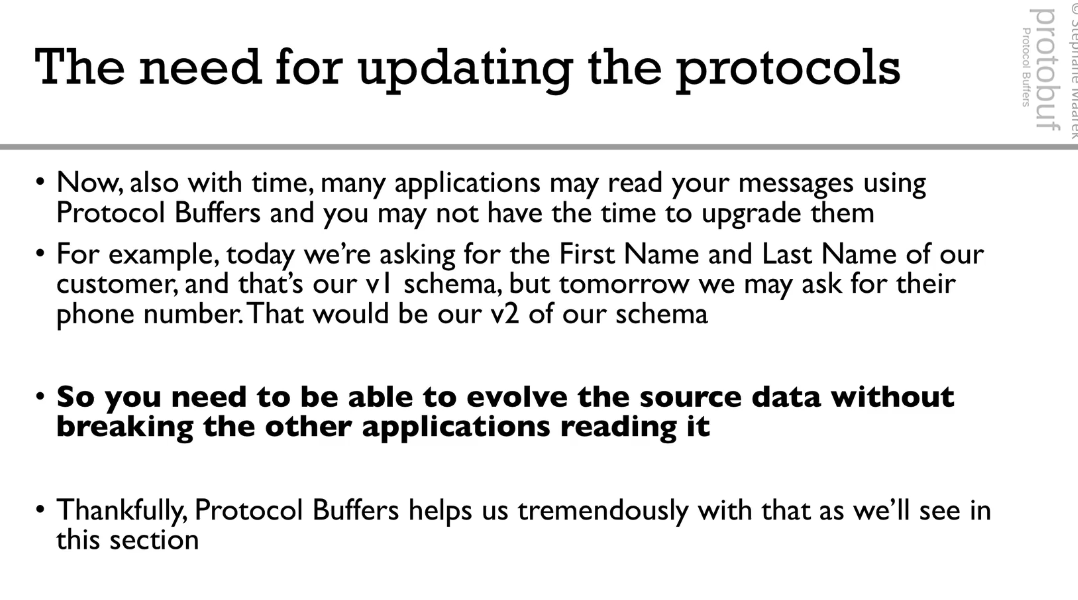 The need for updating the protocols
© Stephane Maarek
protobuf
Protocol Buffers
• Now, also with time, many applications may read your messages using
Protocol Buffers and you may not have the time to upgrade them
• For example, today we’re asking for the First Name and Last Name of our
customer, and that’s our v1 schema, but tomorrow we may ask for their
phone number. That would be our v2 of our schema
• So you need to be able to evolve the source data without
breaking the other applications reading it
• Thankfully, Protocol Buffers helps us tremendously with that as we’ll see in
this section